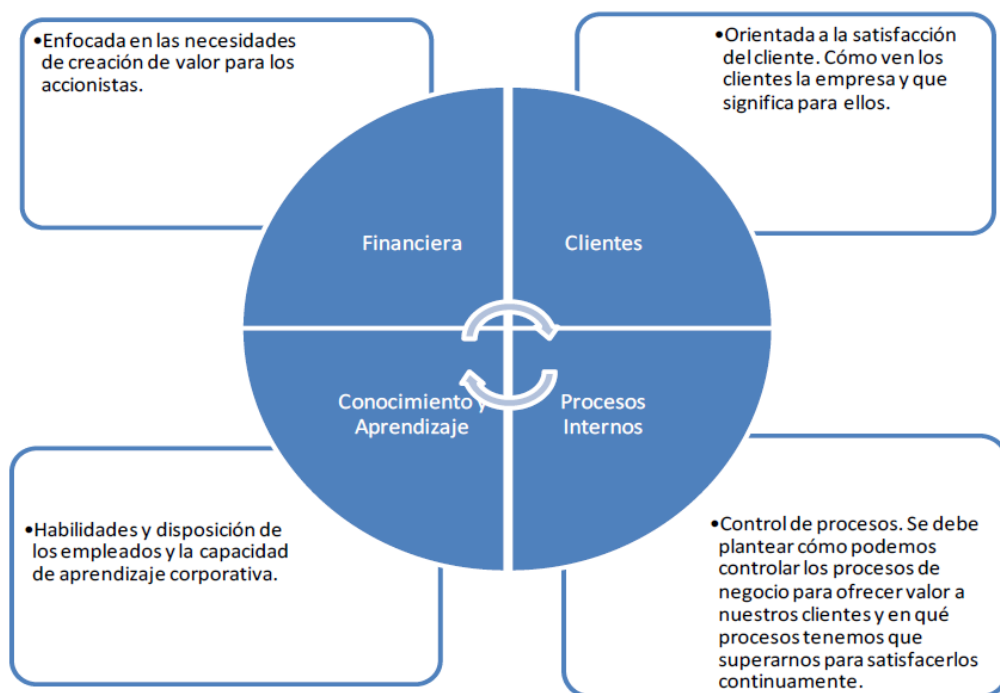 •Enfocada en las necesidades
de creación de valor para los
accionistas.
•Orientada a la satisfacción
del cliente. Cómo ven los
clientes la empresa y que
significa para ellos.
Financiera
Clientes
Conocimiento y
Aprendizaje
Procesos
Internos
•Habilidades y disposición de
los empleados y la capacidad
de aprendizaje corporativa.
•Control de procesos. Se debe
plantear cómo podemos
controlar los procesos de
negocio para ofrecer valor a
nuestros clientes y en qué
procesos tenemos que
superarnos para satisfacerlos
continuamente.